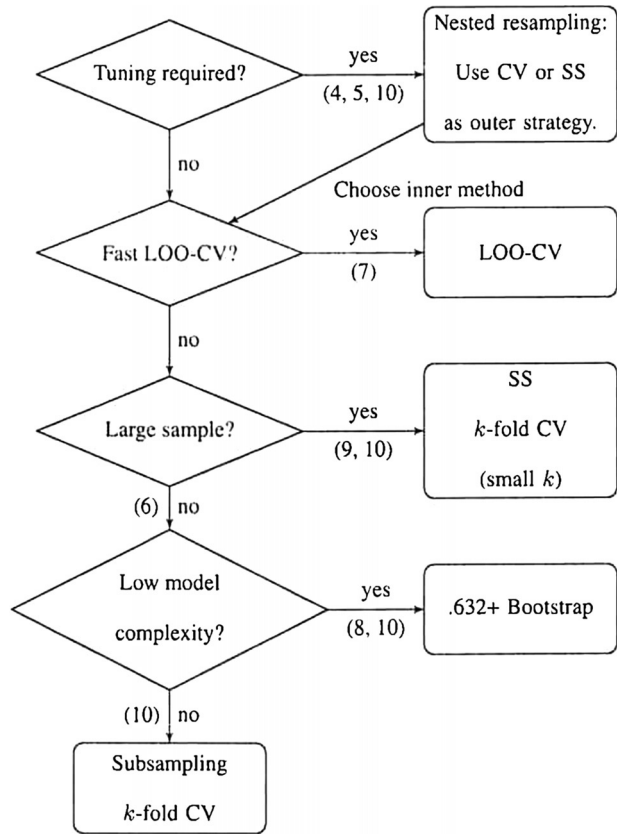 Tuning required?
yes
(4, 5, 10)
Nested resampling:
Use CV or SS
as outer strategy.
no
Choose inner method
Fast LOO-CV?
yes
(7)
LOO-CV
no
Large sample?
yes
(9, 10)
SS
k-fold CV
(small k)
(6) no
Low model
complexity?
yes
(8, 10)
.632+ Bootstrap
(10) no
Subsampling
k-fold CV